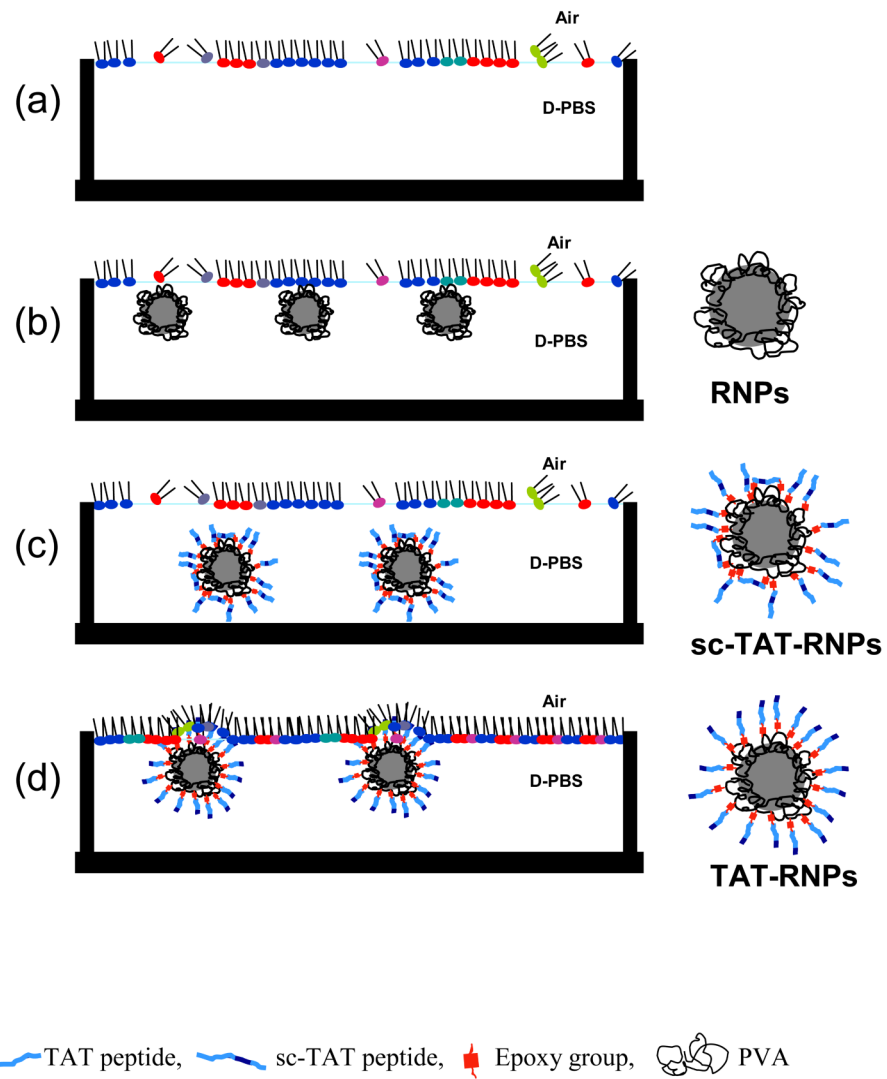 Air
(a)
D-PBS
Air
(b)
D-PBS
RNPs
Air
(c)
D-PBS
sc-TAT-RNPs
Air
(d)
D-PBS
TAT-RNPs
TAT peptide, sc-TAT peptide, Epoxy group, PVA